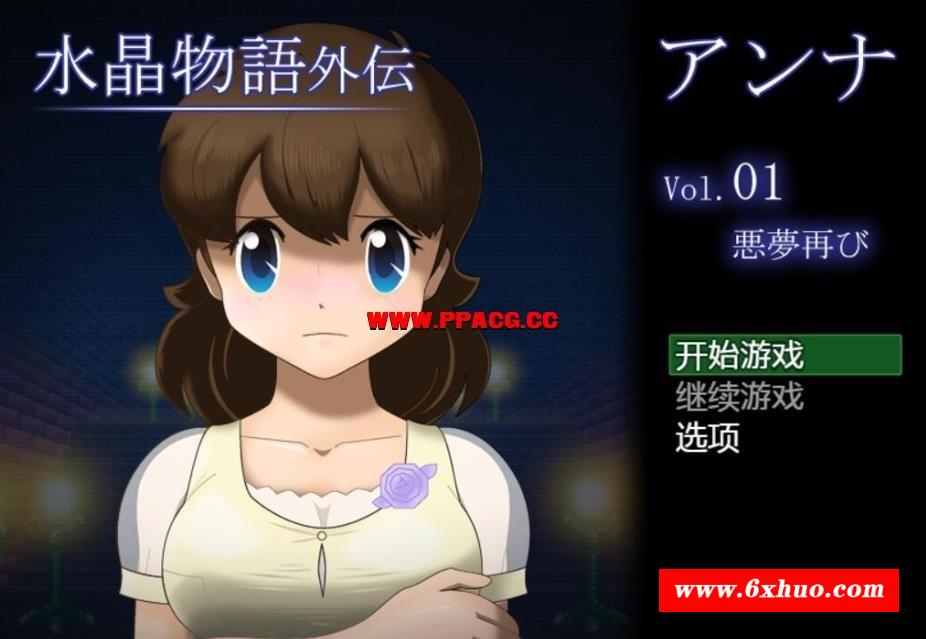 水晶物語外伝
アンナ
Vol. 01
悪夢再び
WWW.PPACG.CC
开始游戏
继续游戏
选项
www.6xhuo.com